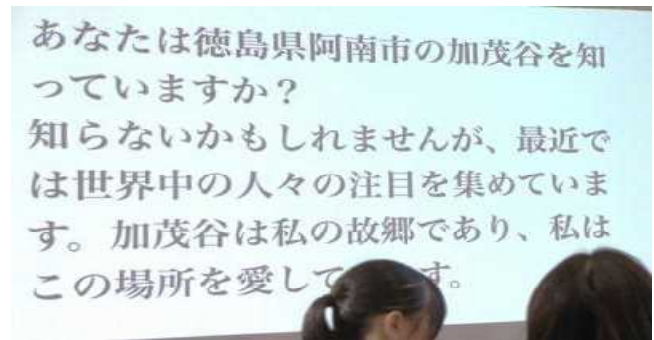 あなたは徳島県阿南市の加茂谷を知
っていますか？
知らないかもしれませんが、最近で
は世界中の人々の注目を集めていま
す。加茂谷は私の故郷であり、私は
この場所を愛して す。